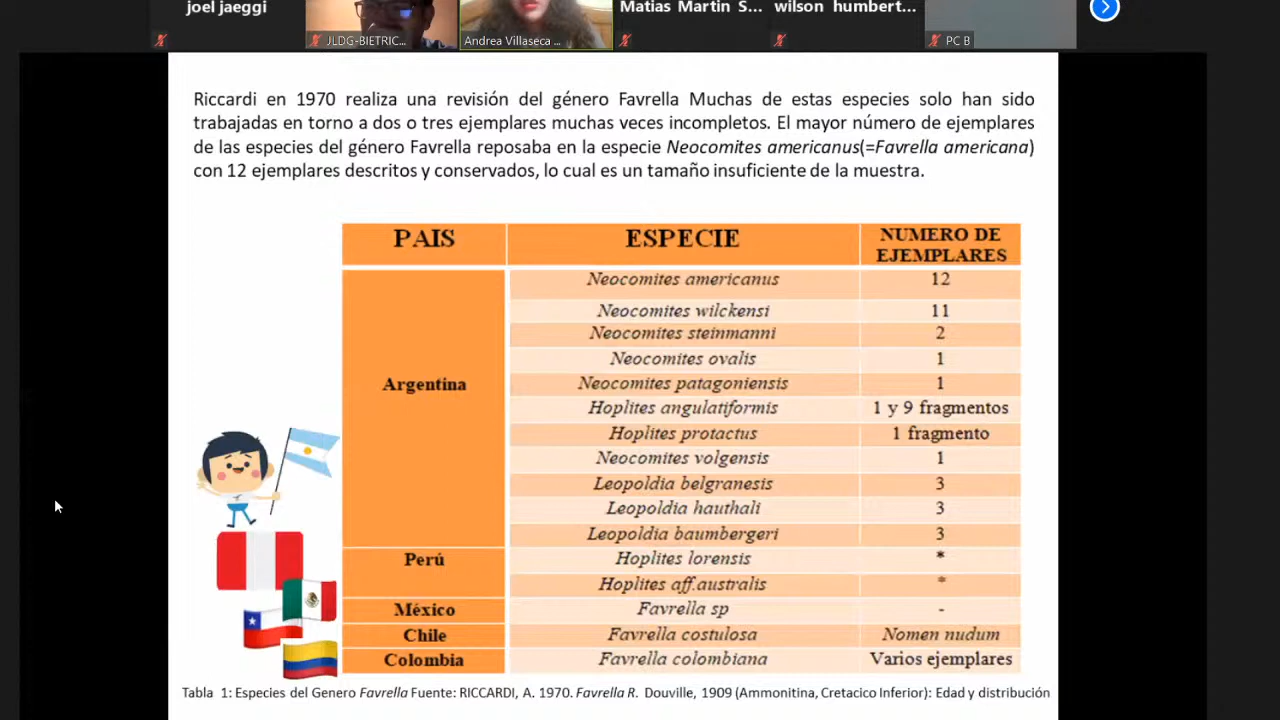 joel jaeggi
Matias Martin S...
wilson humbert...
JLDG-BIETRIC...
Andrea Villaseca ...
PC B
Riccardi en 1970 realiza una revisión del género Favrella Muchas de estas especies solo han sido
trabajadas en torno a dos o tres ejemplares muchas veces incompletos. El mayor número de ejemplares
de las especies del género Favrella reposaba en la especie Neocomites americanus(=Favrella americana)
con 12 ejemplares descritos y conservados, lo cual es un tamaño insuficiente de la muestra.
PAIS ESPECIE NUMERO DE
EJEMPLARES
Neocomites americanus 12
Neocomites wilckensi 11
Neocomites steinmanni 2
Neocomites ovalis 1
Argentina Neocomites patagoniensis 1
Hoplites angulatiformis 1 y 9 fragmentos
Hoplites protactus 1 fragmento
Neocomites volgensis 1
Leopoldia belgranesis 3
Leopoldia hauthali 3
Leopoldia baumbergeri 3
Perú Hoplites lorensis *
Hoplites aff.australis *
México Favrella sp -
Chile Favrella costulosa Nomen nudum
Colombia Favrella colombiana Varios ejemplares
Tabla 1: Especies del Genero Favrella Fuente: RICCARDI, A. 1970. Favrella R. Douville, 1909 (Ammonitina, Cretacico Inferior): Edad y distribución